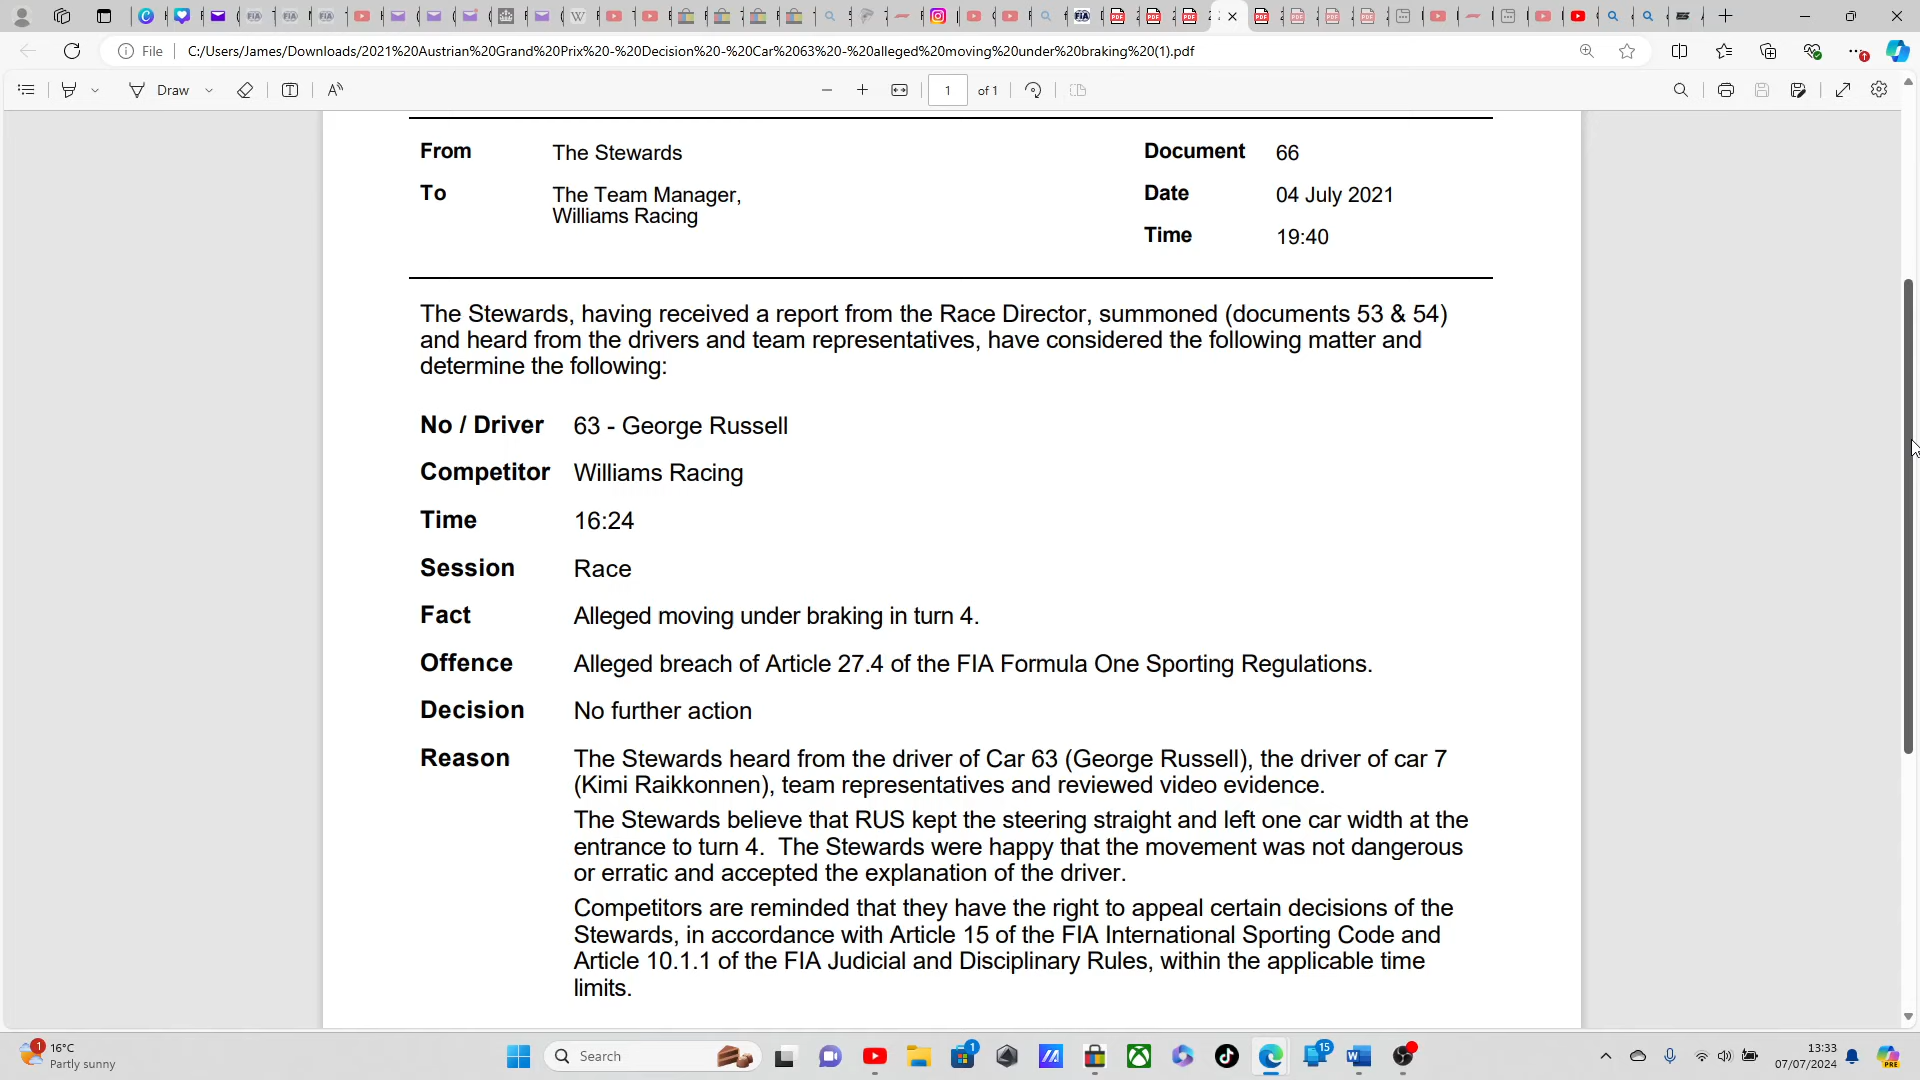 File
C:/Users/James/Downloads/2021%20Austrian%20Grand%20Prix%20-%20Decision%20-%20Car%2063%20-%20alleged%20moving%20under%20braking%20(1).pdf
Draw
1
of 1
From The Stewards
Document 66
To The Team Manager,
Williams Racing
Date 04 July 2021
Time 19:40
The Stewards, having received a report from the Race Director, summoned (documents 53 & 54)
and heard from the drivers and team representatives, have considered the following matter and
determine the following:
No / Driver 63 - George Russell
Competitor Williams Racing
Time 16:24
Session Race
Fact Alleged moving under braking in turn 4.
Offence Alleged breach of Article 27.4 of the FIA Formula One Sporting Regulations.
Decision No further action
Reason The Stewards heard from the driver of Car 63 (George Russell), the driver of car 7
(Kimi Raikkonnen), team representatives and reviewed video evidence.
The Stewards believe that RUS kept the steering straight and left one car width at the
entrance to turn 4. The Stewards were happy that the movement was not dangerous
or erratic and accepted the explanation of the driver.
Competitors are reminded that they have the right to appeal certain decisions of the
Stewards, in accordance with Article 15 of the FIA International Sporting Code and
Article 10.1.1 of the FIA Judicial and Disciplinary Rules, within the applicable time
limits.
1
16°C
Partly sunny
Search
1
15
13:33
07/07/2024
PRE